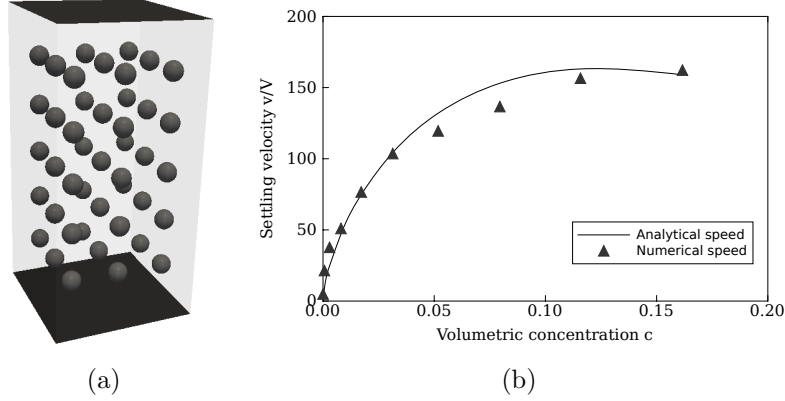 200
150
100
50
0
Settling velocity v/V
0.00
0.05
0.10
0.15
0.20
Volumetric concentration c
Analytical speed
Numerical speed
(a)
(b)